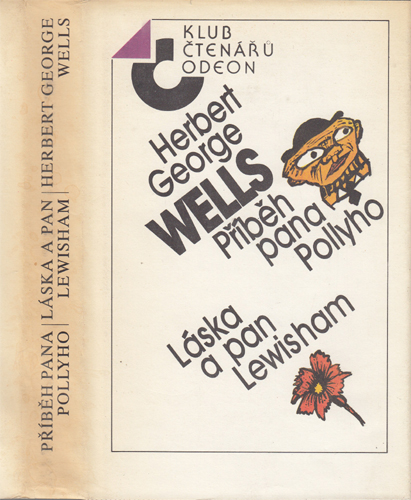 PŘÍBĚH PANA | LÁSKA A PAN | HERBERT GEORGE
POLLYHO | LEWISHAM | WELLS
KLUB
ČTENÁŘŮ
ODEON
Herbert
George
WELLS
Příběh
pana
Pollyho
Láska
a pan
Lewisham